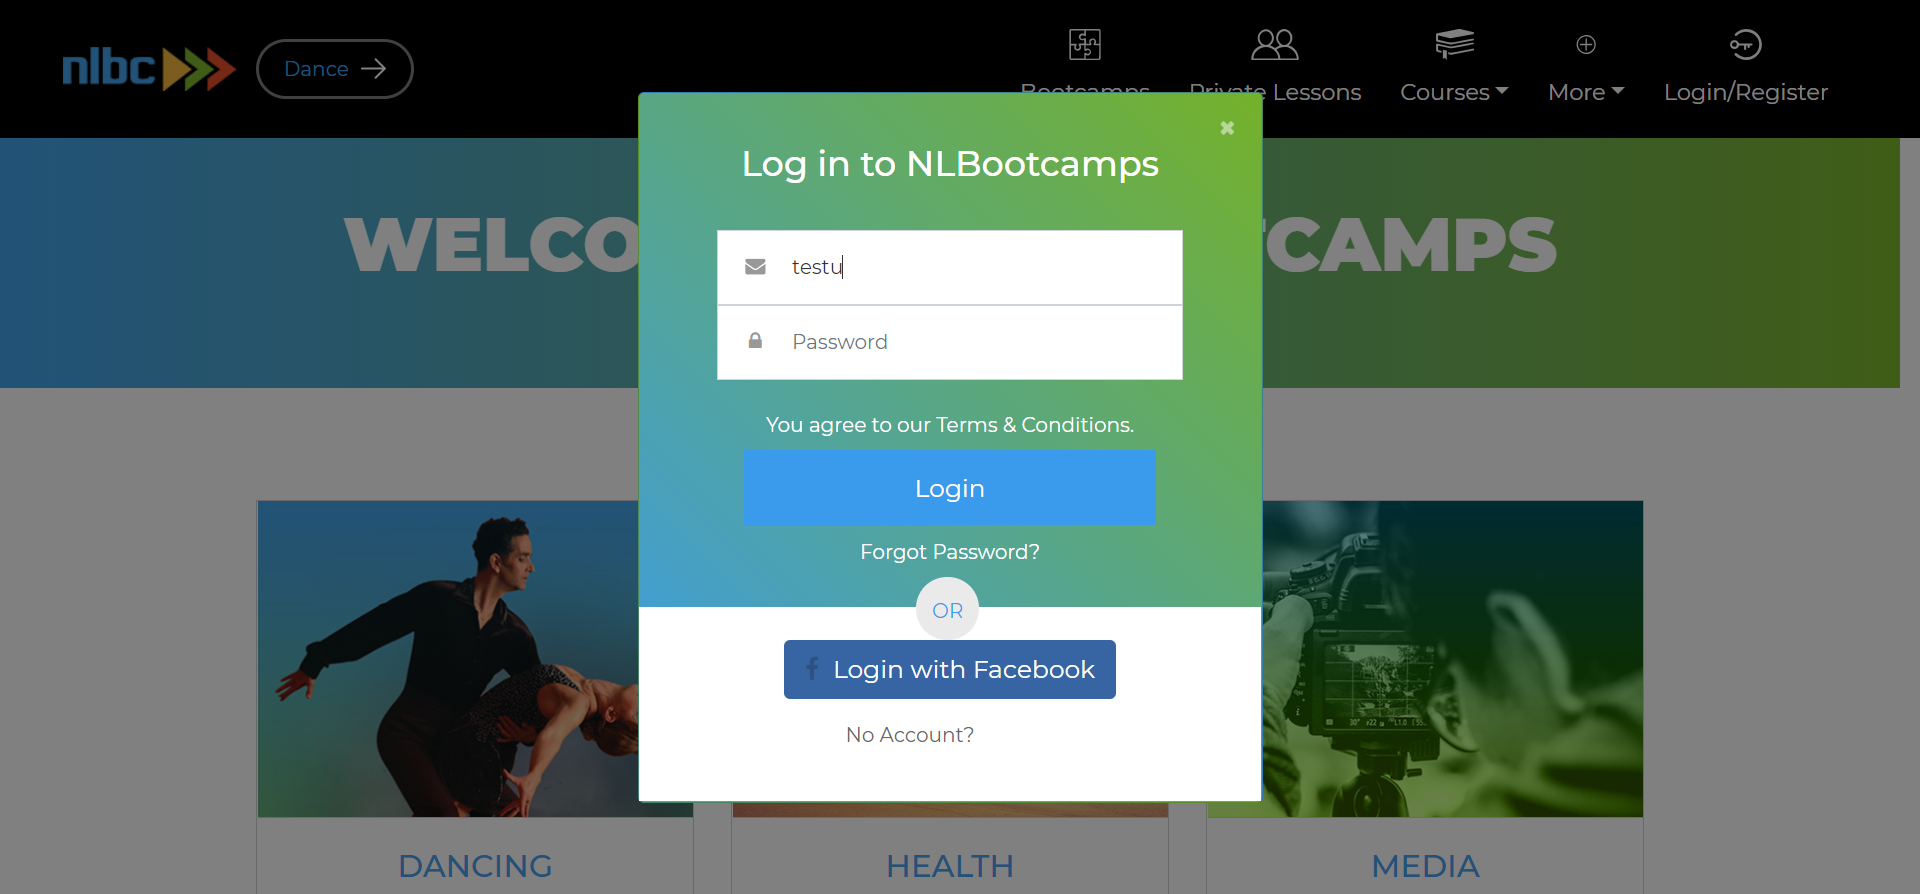 nlbc
Dance
Bootcamps
Private Lessons
Courses
More
Login/Register
WELCO
CAMPS
Log in to NLBootcamps
testu
Password
You agree to our Terms & Conditions.
Login
Forgot Password?
OR
Login with Facebook
No Account?
DANCING
HEALTH
MEDIA